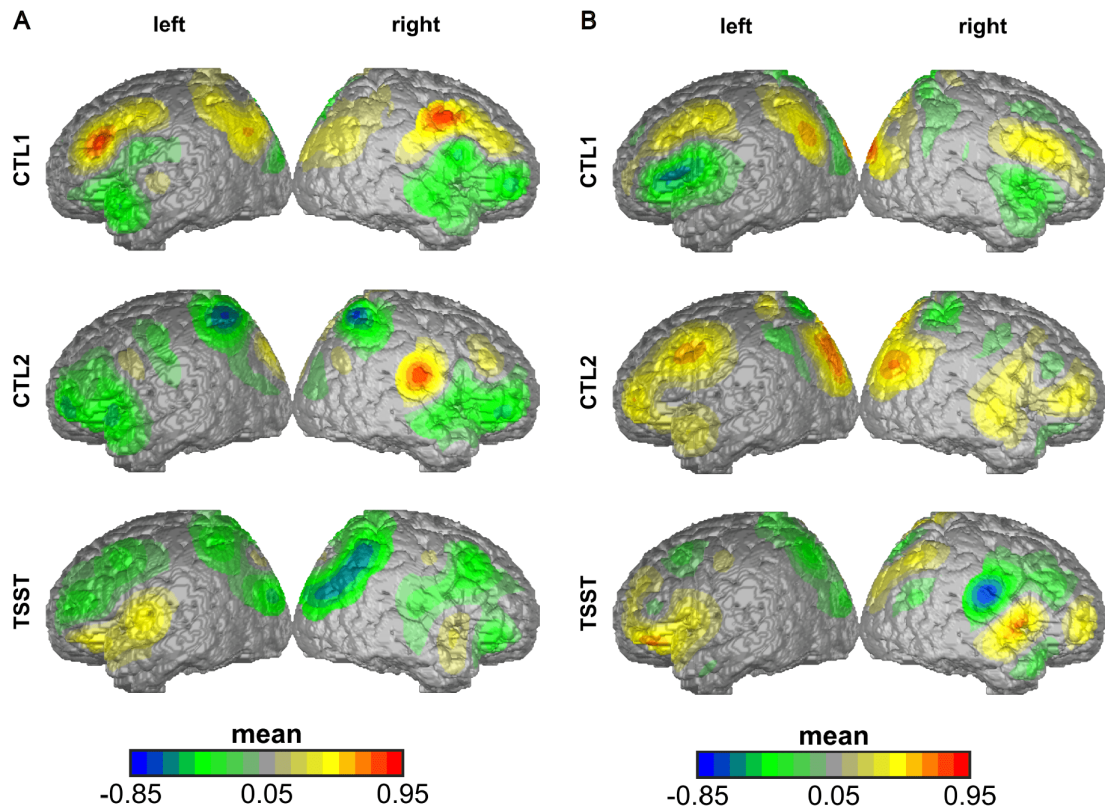 A
left
right
B
left
right
CTL1
CTL1
CTL2
CTL2
TSST
TSST
mean
-0.85 0.05 0.95
mean
-0.85 0.05 0.95